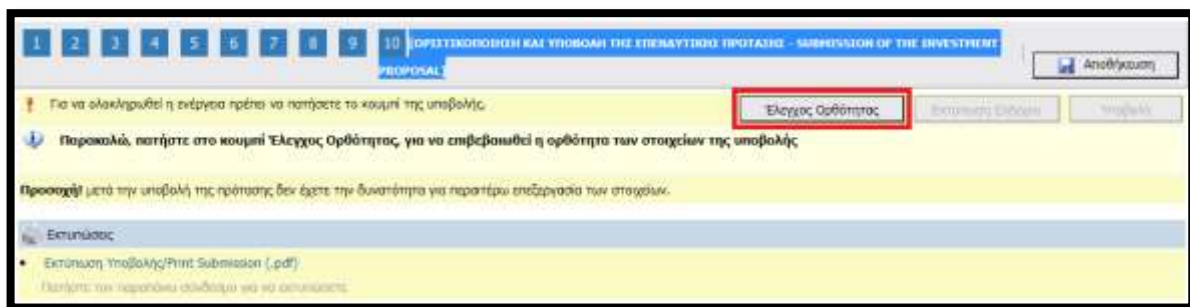 1 2 3 4 5 6 7 8 9 10 (ΟΡΙΣΤΙΚΟΠΟΙΗΣΗ ΚΑΙ ΥΠΟΒΟΛΗ ΤΗΣ ΕΠΕΝΔΥΤΙΚΗΣ ΠΡΟΤΑΣΗΣ - SUBMISSION OF THE INVESTMENT
PROPOSAL)
Αποθήκευση
Για να ολοκληρωθεί η ενέργεια πρέπει να πατήσετε το κουμπί της υποβολής.
Έλεγχος Ορθότητας
Υποβολή
Παρακαλώ, πατήστε στο κουμπί Έλεγχος Ορθότητας, για να επιβεβαιωθεί η ορθότητα των στοιχείων της υποβολής
Προσοχή! μετά την υποβολή της πρότασης δεν έχετε την δυνατότητα για περαιτέρω επεξεργασία των στοιχείων.
Εκτυπώσεις
Εκτύπωση Υποβολής/Print Submission (.pdf)
Πατήστε τον παραπάνω σύνδεσμο για να εκτυπώσετε